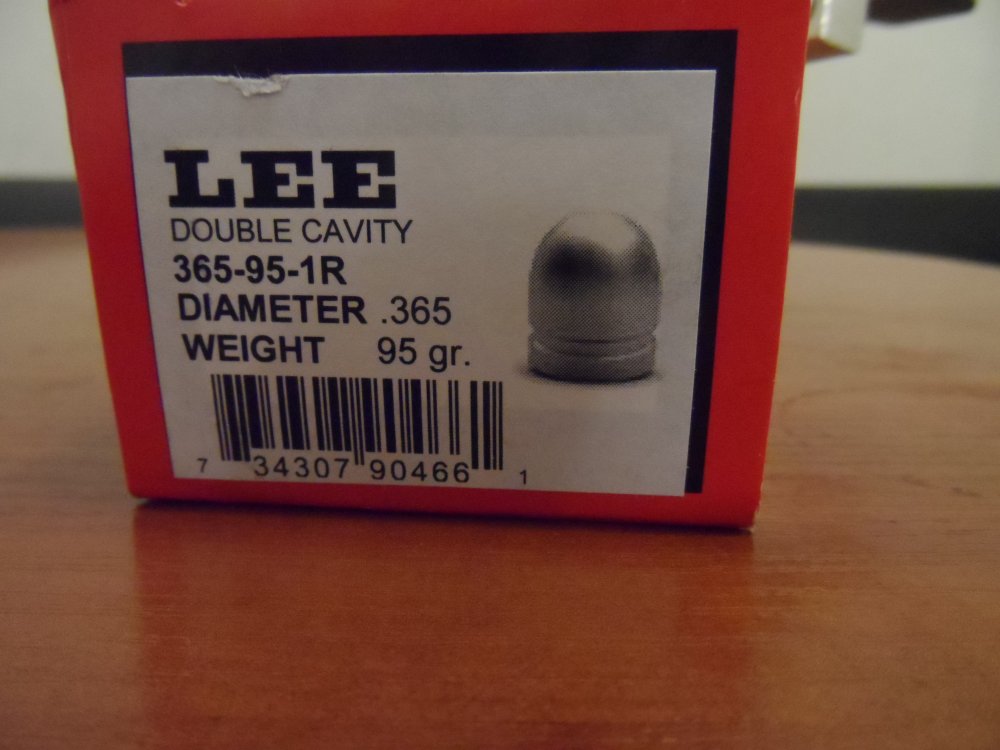 LEE
DOUBLE CAVITY
365-95-1R
DIAMETER .365
WEIGHT 95 gr.
7 34307 90466 1